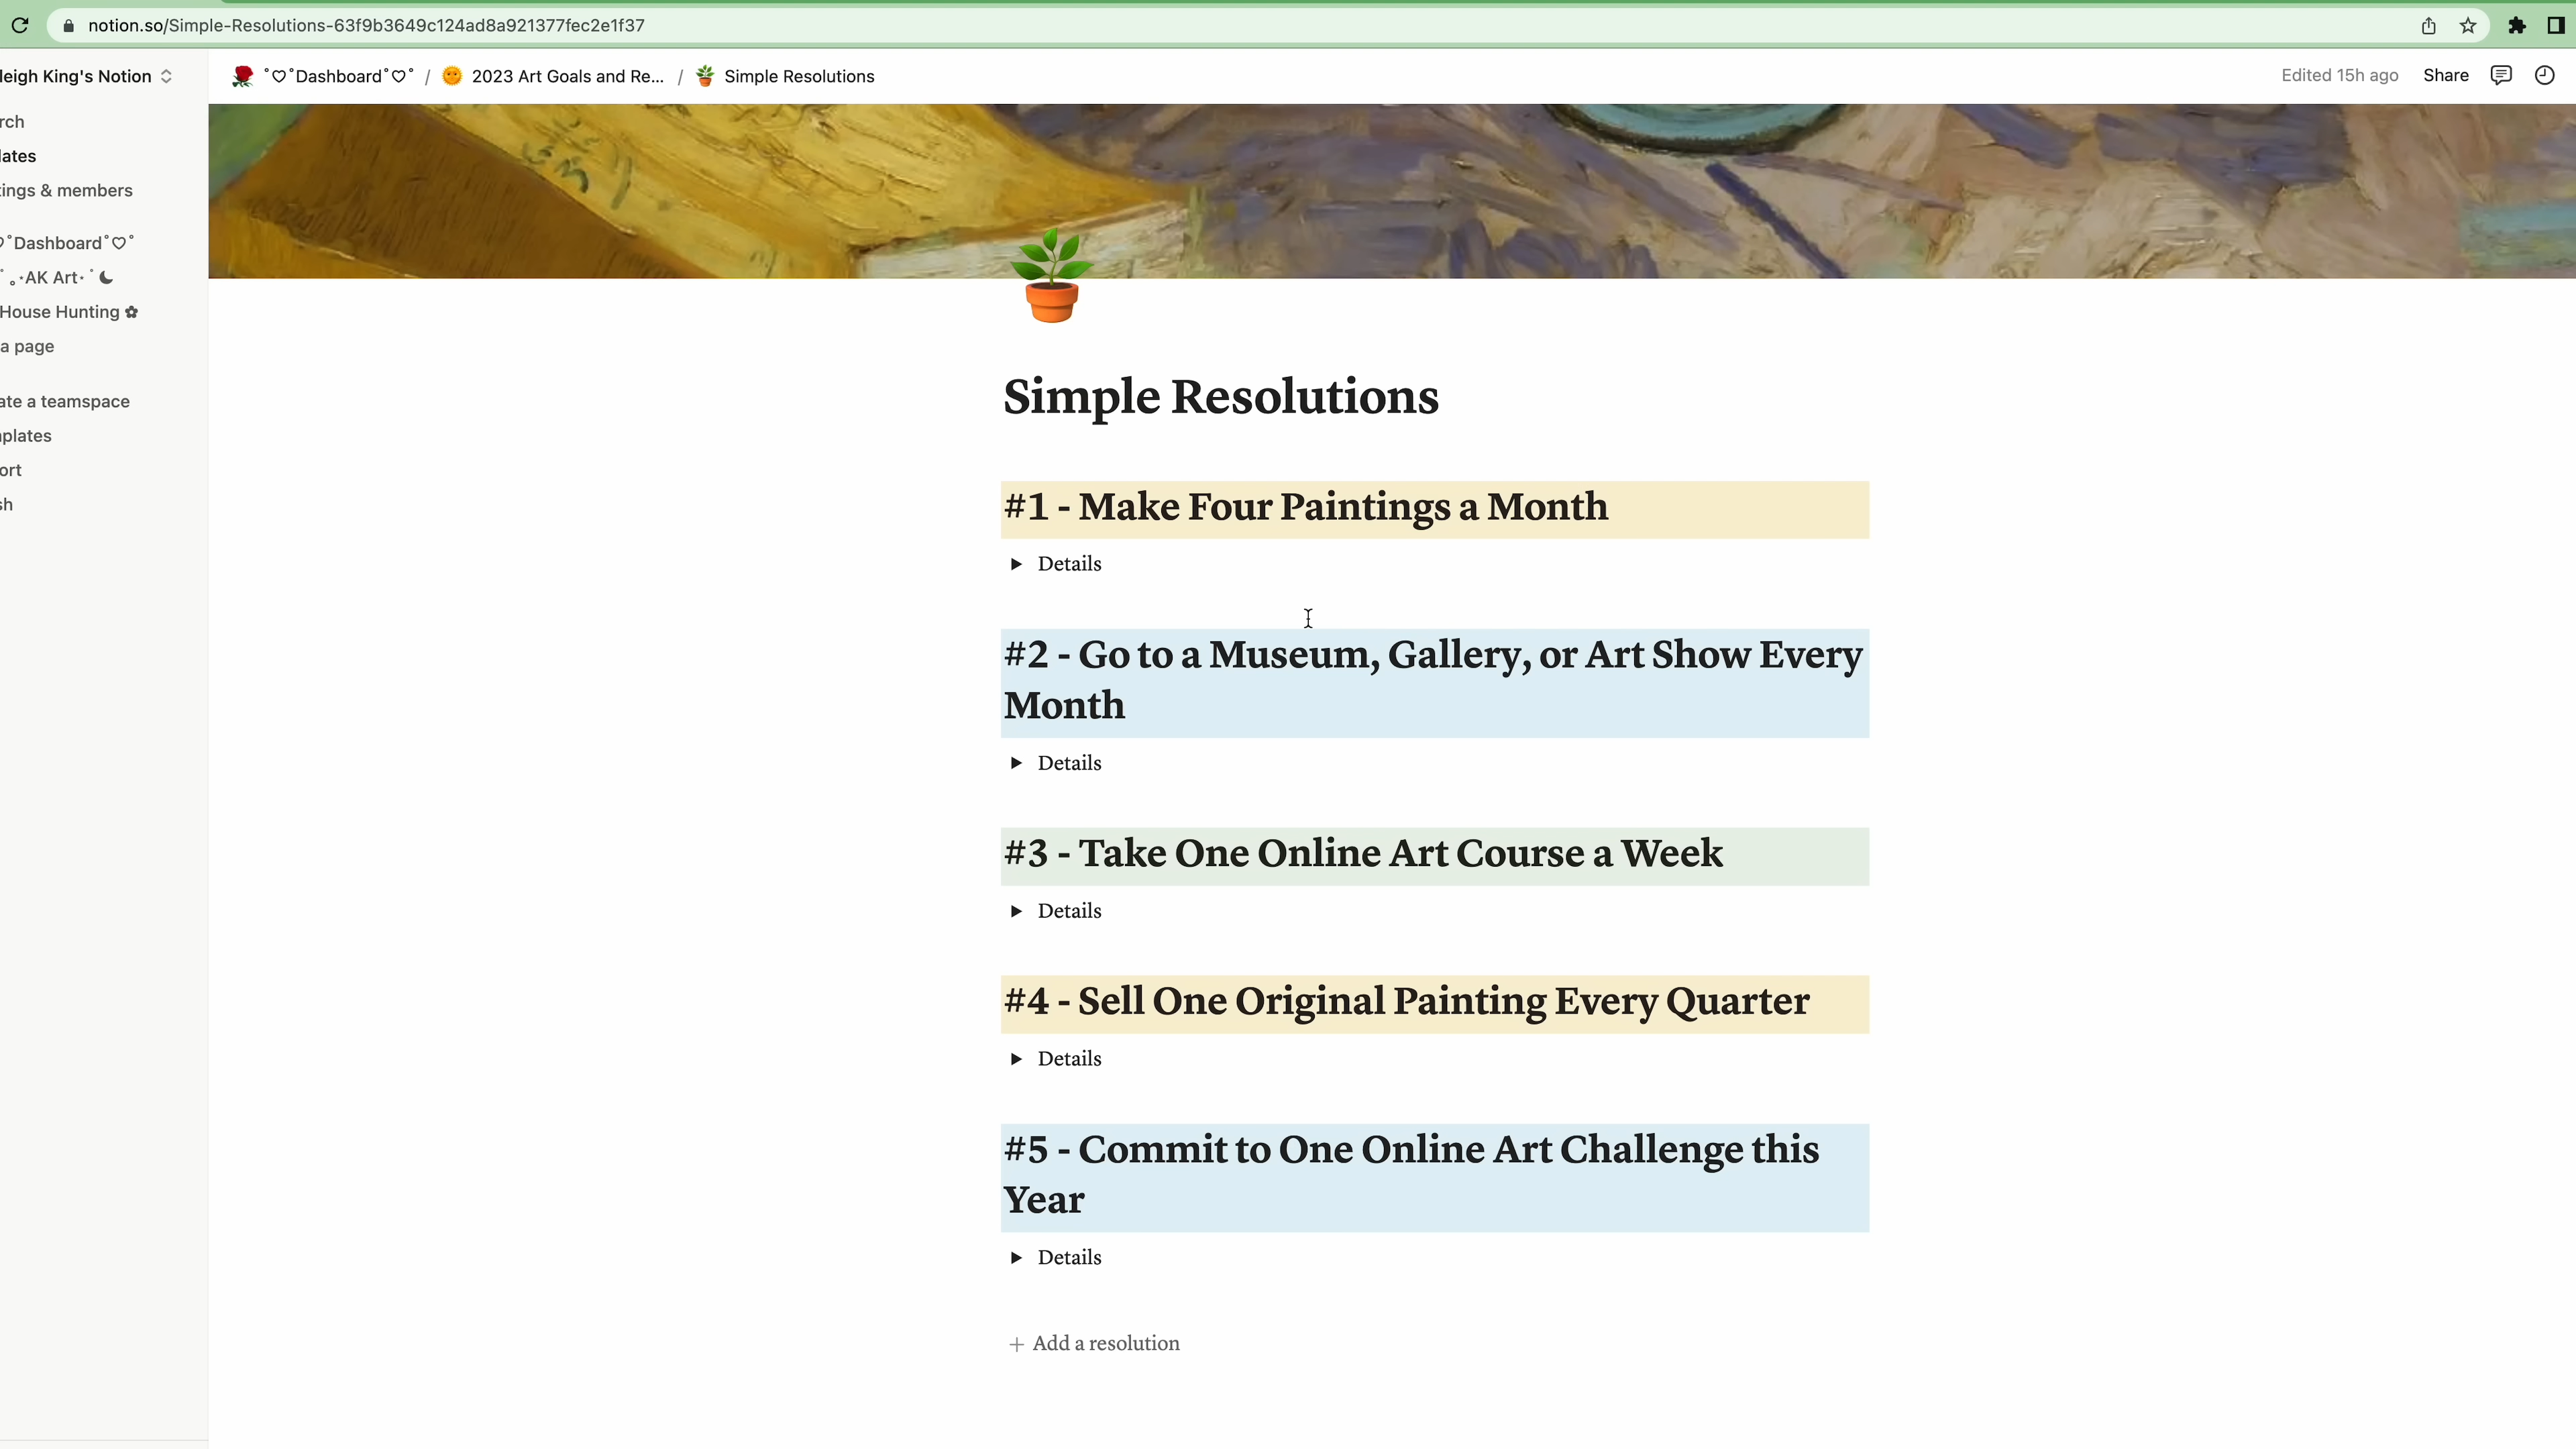 notion.so/Simple-Resolutions-63f9b3649c124ad8a921377fec2e1f37
leigh King's Notion
˚♡˚Dashboard˚♡˚ / 2023 Art Goals and Re... / Simple Resolutions
Edited 15h ago Share
rch
lates
tings & members
♡˚Dashboard˚♡˚
˚｡⋆AK Art⋆˙
House Hunting ✿
a page
ate a teamspace
plates
ort
sh
Simple Resolutions
#1 - Make Four Paintings a Month
Details
#2 - Go to a Museum, Gallery, or Art Show Every
Month
Details
#3 - Take One Online Art Course a Week
Details
#4 - Sell One Original Painting Every Quarter
Details
#5 - Commit to One Online Art Challenge this
Year
Details
+ Add a resolution